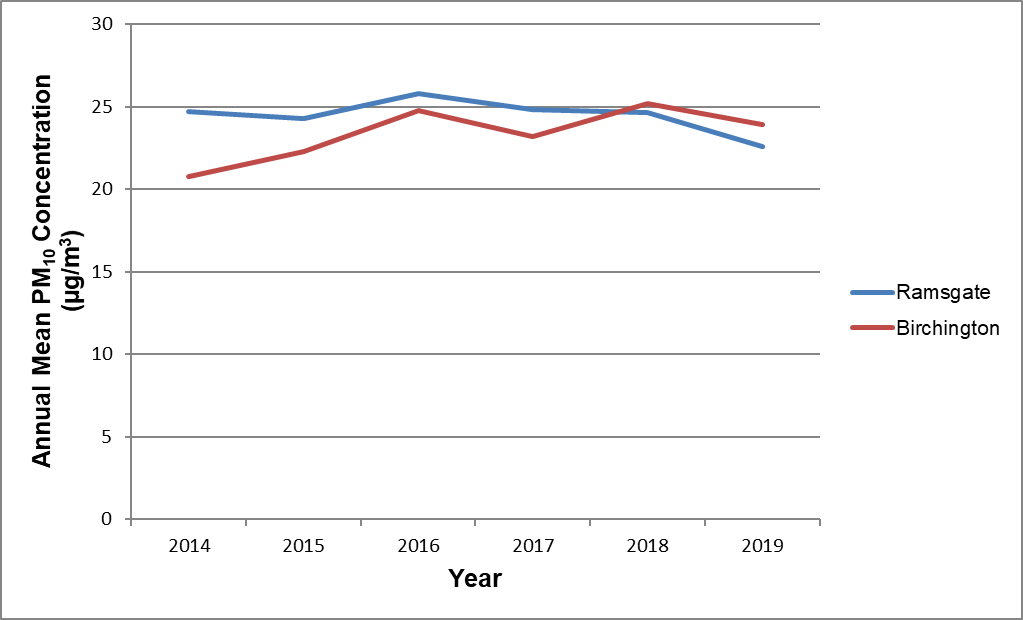 30
25
20
15
10
5
0
Annual Mean PM₁₀ Concentration
(µg/m³)
2014 2015 2016 2017 2018 2019
Year
Ramsgate
Birchington